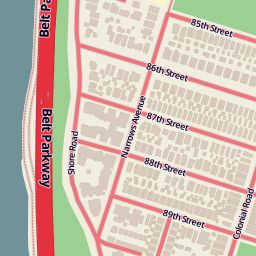 Belt Pa
85th Street
86th Street
87th Street
88th Street
89th Street
Belt Parkway
Shore Road
Narrows Avenue
Colonial Road